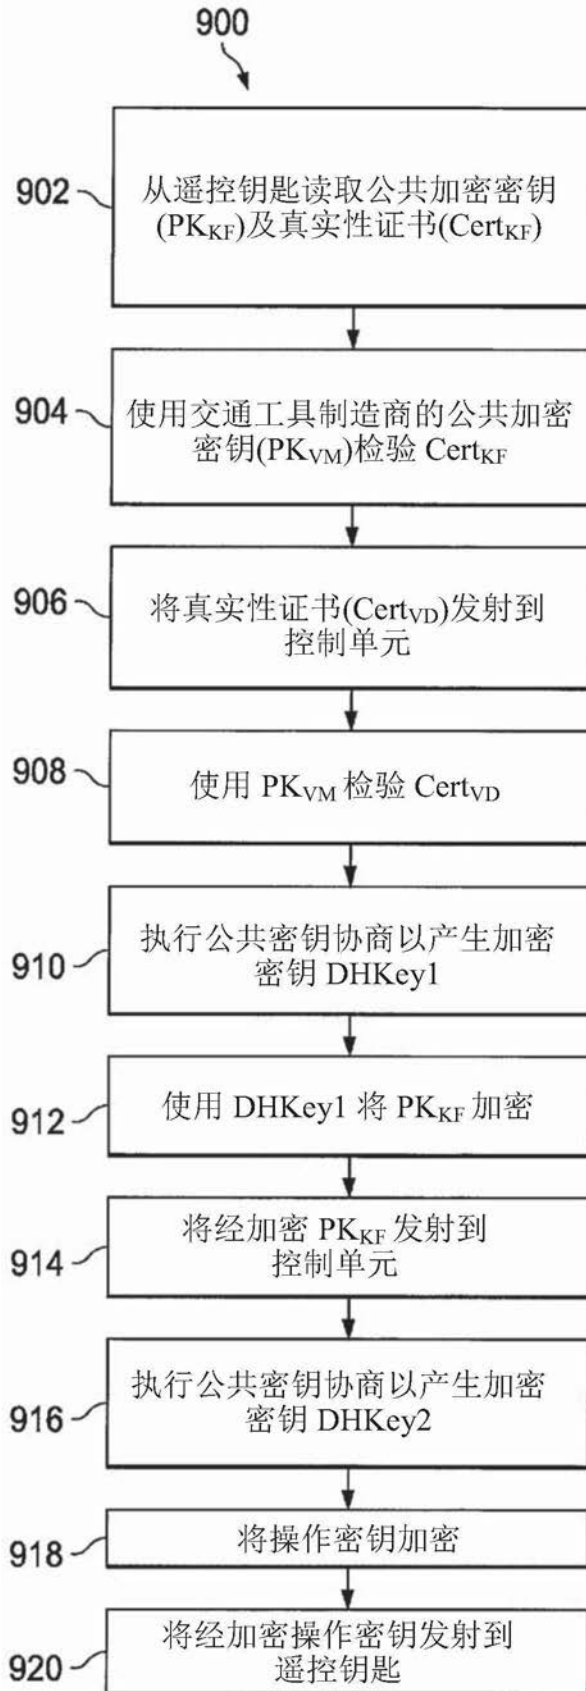 900
902
从遥控钥匙读取公共加密密钥
(PKKF)及真实性证书(CertKF)
904
使用交通工具制造商的公共加密
密钥(PKVM)检验 CertKF
906
将真实性证书(CertVD)发射到
控制单元
908
使用 PKVM 检验 CertVD
910
执行公共密钥协商以产生加密
密钥 DHKey1
912
使用 DHKey1 将 PKKF 加密
914
将经加密 PKKF 发射到
控制单元
916
执行公共密钥协商以产生加密
密钥 DHKey2
918
将操作密钥加密
920
将经加密操作密钥发射到
遥控钥匙